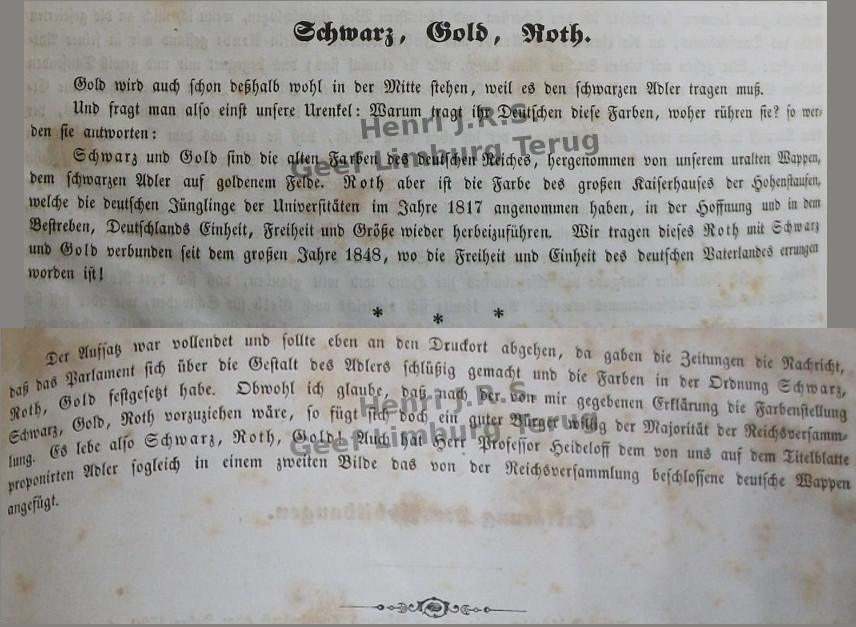 Schwarz, Gold, Roth.
Gold wird auch schon deßhalb wohl in der Mitte stehen, weil es den schwarzen Adler tragen muß.
Und fragt man also einst unsere Urenkel: Warum tragt ihr Deutschen diese Farben, woher rühren sie? so wer-
den sie antworten:
Schwarz und Gold sind die alten Farben des deutschen Reiches, hergenommen von unserem uralten Wappen,
dem schwarzen Adler auf goldenem Felde. Roth aber ist die Farbe des großen Kaiserhauses der Hohenstaufen,
welche die deutschen Jünglinge der Universitäten im Jahre 1817 angenommen haben, in der Hoffnung und in dem
Bestreben, Deutschlands Einheit, Freiheit und Größe wieder herbeizuführen. Wir tragen dieses Roth mit Schwarz
und Gold verbunden seit dem großen Jahre 1848, wo die Freiheit und Einheit des deutschen Vaterlandes errungen
worden ist!
* * *
Der Aufsatz war vollendet und sollte eben an den Druckort abgehen, da gaben die Zeitungen die Nachricht,
daß das Parlament sich über die Gestalt des Adlers schlüßig gemacht und die Farben in der Ordnung Schwarz,
Roth, Gold festgesetzt habe. Obwohl ich glaube, daß nach der von mir gegebenen Erklärung die Farbenstellung
Schwarz, Gold, Roth vorzuziehen wäre, so fügt sich doch ein guter Bürger willig der Majorität der Reichsversamm-
lung. Es lebe also Schwarz, Roth, Gold! Auch hat Herr Professor Heideloff dem von uns auf dem Titelblatte
proponirten Adler sogleich in einem zweiten Bilde das von der Reichsversammlung beschlossene deutsche Wappen
angefügt.
Henri J.R.S.
Geef Limburg Terug
Henri J.R.S.
Geef Limburg Terug